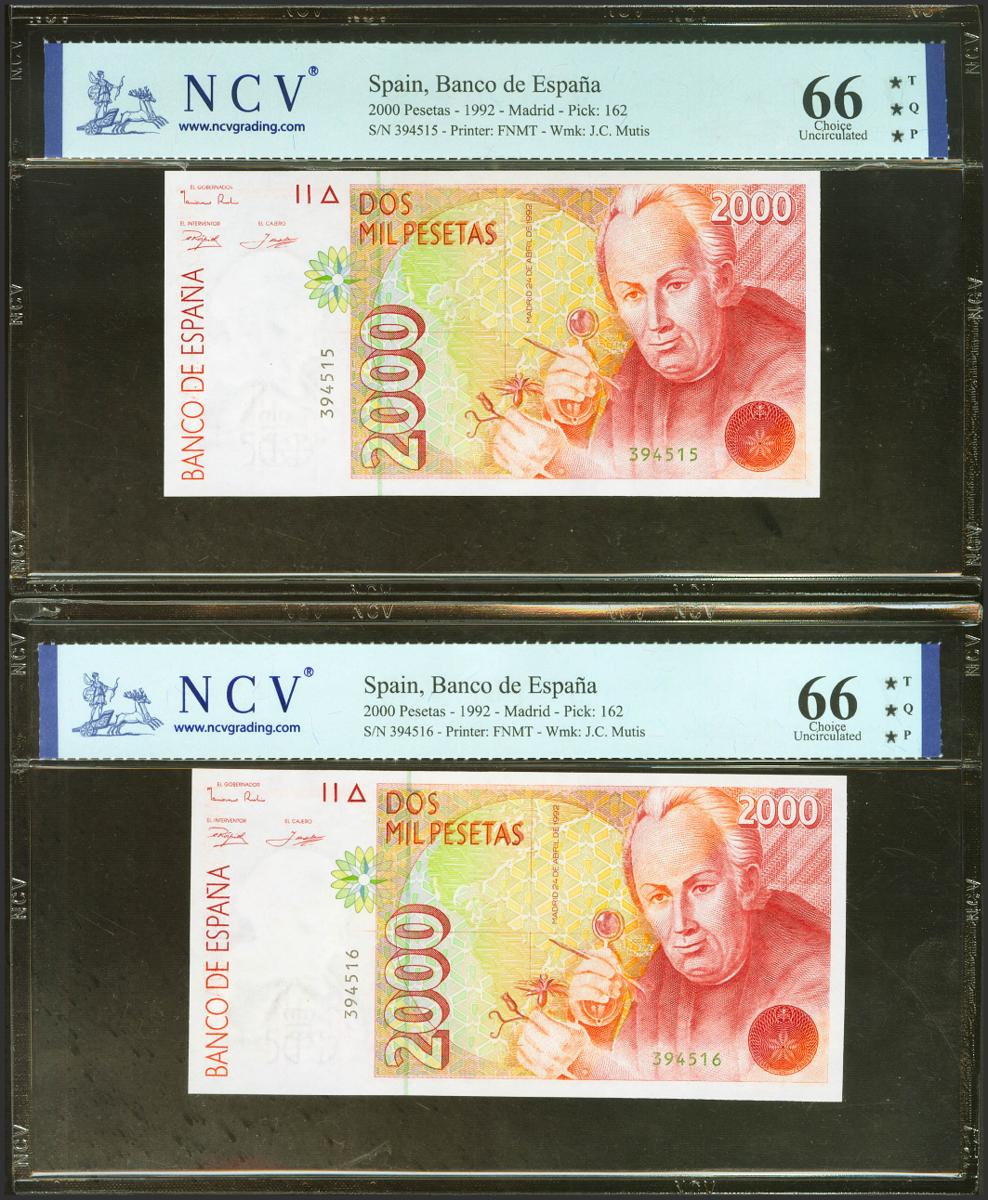 NCV®
www.ncvgrading.com
Spain, Banco de España
2000 Pesetas - 1992 - Madrid - Pick: 162
S/N 394515 - Printer: FNMT - Wmk: J.C. Mutis
66
Choice
Uncirculated
★ T
★ Q
★ P
EL GOBERNADOR
EL INTERVENTOR
EL CAJERO
DOS
MIL PESETAS
2000
MADRID 24 DE ABRIL DE 1992
BANCO DE ESPAÑA
394515
2000
394515
NCV®
www.ncvgrading.com
Spain, Banco de España
2000 Pesetas - 1992 - Madrid - Pick: 162
S/N 394516 - Printer: FNMT - Wmk: J.C. Mutis
66
Choice
Uncirculated
★ T
★ Q
★ P
EL GOBERNADOR
EL INTERVENTOR
EL CAJERO
DOS
MIL PESETAS
2000
MADRID 24 DE ABRIL DE 1992
BANCO DE ESPAÑA
394516
2000
394516